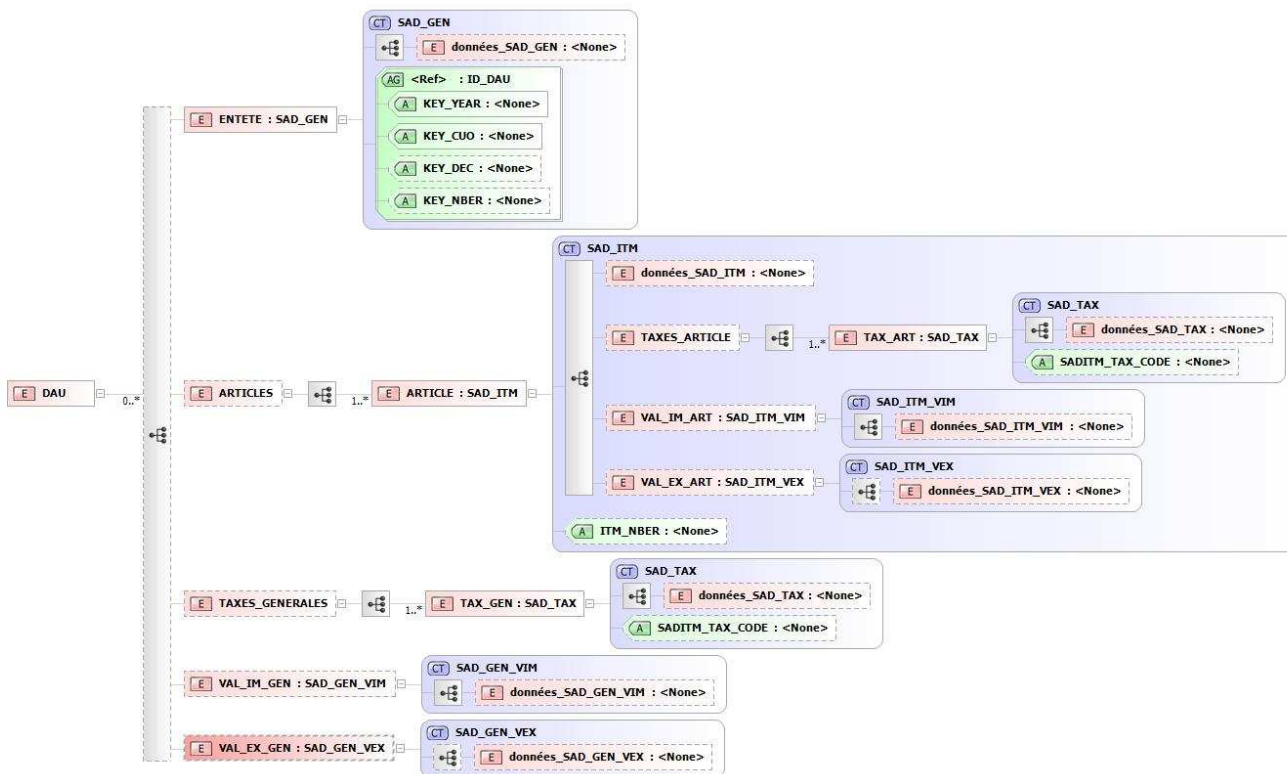 CT SAD_GEN
E données_SAD_GEN : <None>
AG <Ref> : ID_DAU
A KEY_YEAR : <None>
E ENTETE : SAD_GEN
A KEY_CUO : <None>
A KEY_DEC : <None>
A KEY_NBER : <None>
CT SAD_ITM
E données_SAD_ITM : <None>
CT SAD_TAX
E données_SAD_TAX : <None>
E TAXES_ARTICLE 1..* E TAX_ART : SAD_TAX
A SADITM_TAX_CODE : <None>
E DAU 0..* E ARTICLES 1..* E ARTICLE : SAD_ITM
CT SAD_ITM_VIM
E VAL_IM_ART : SAD_ITM_VIM
E données_SAD_ITM_VIM : <None>
CT SAD_ITM_VEX
E VAL_EX_ART : SAD_ITM_VEX
E données_SAD_ITM_VEX : <None>
A ITM_NBER : <None>
CT SAD_TAX
E TAXES_GENERALES 1..* E TAX_GEN : SAD_TAX
E données_SAD_TAX : <None>
A SADITM_TAX_CODE : <None>
CT SAD_GEN_VIM
E VAL_IM_GEN : SAD_GEN_VIM
E données_SAD_GEN_VIM : <None>
CT SAD_GEN_VEX
E VAL_EX_GEN : SAD_GEN_VEX
E données_SAD_GEN_VEX : <None>